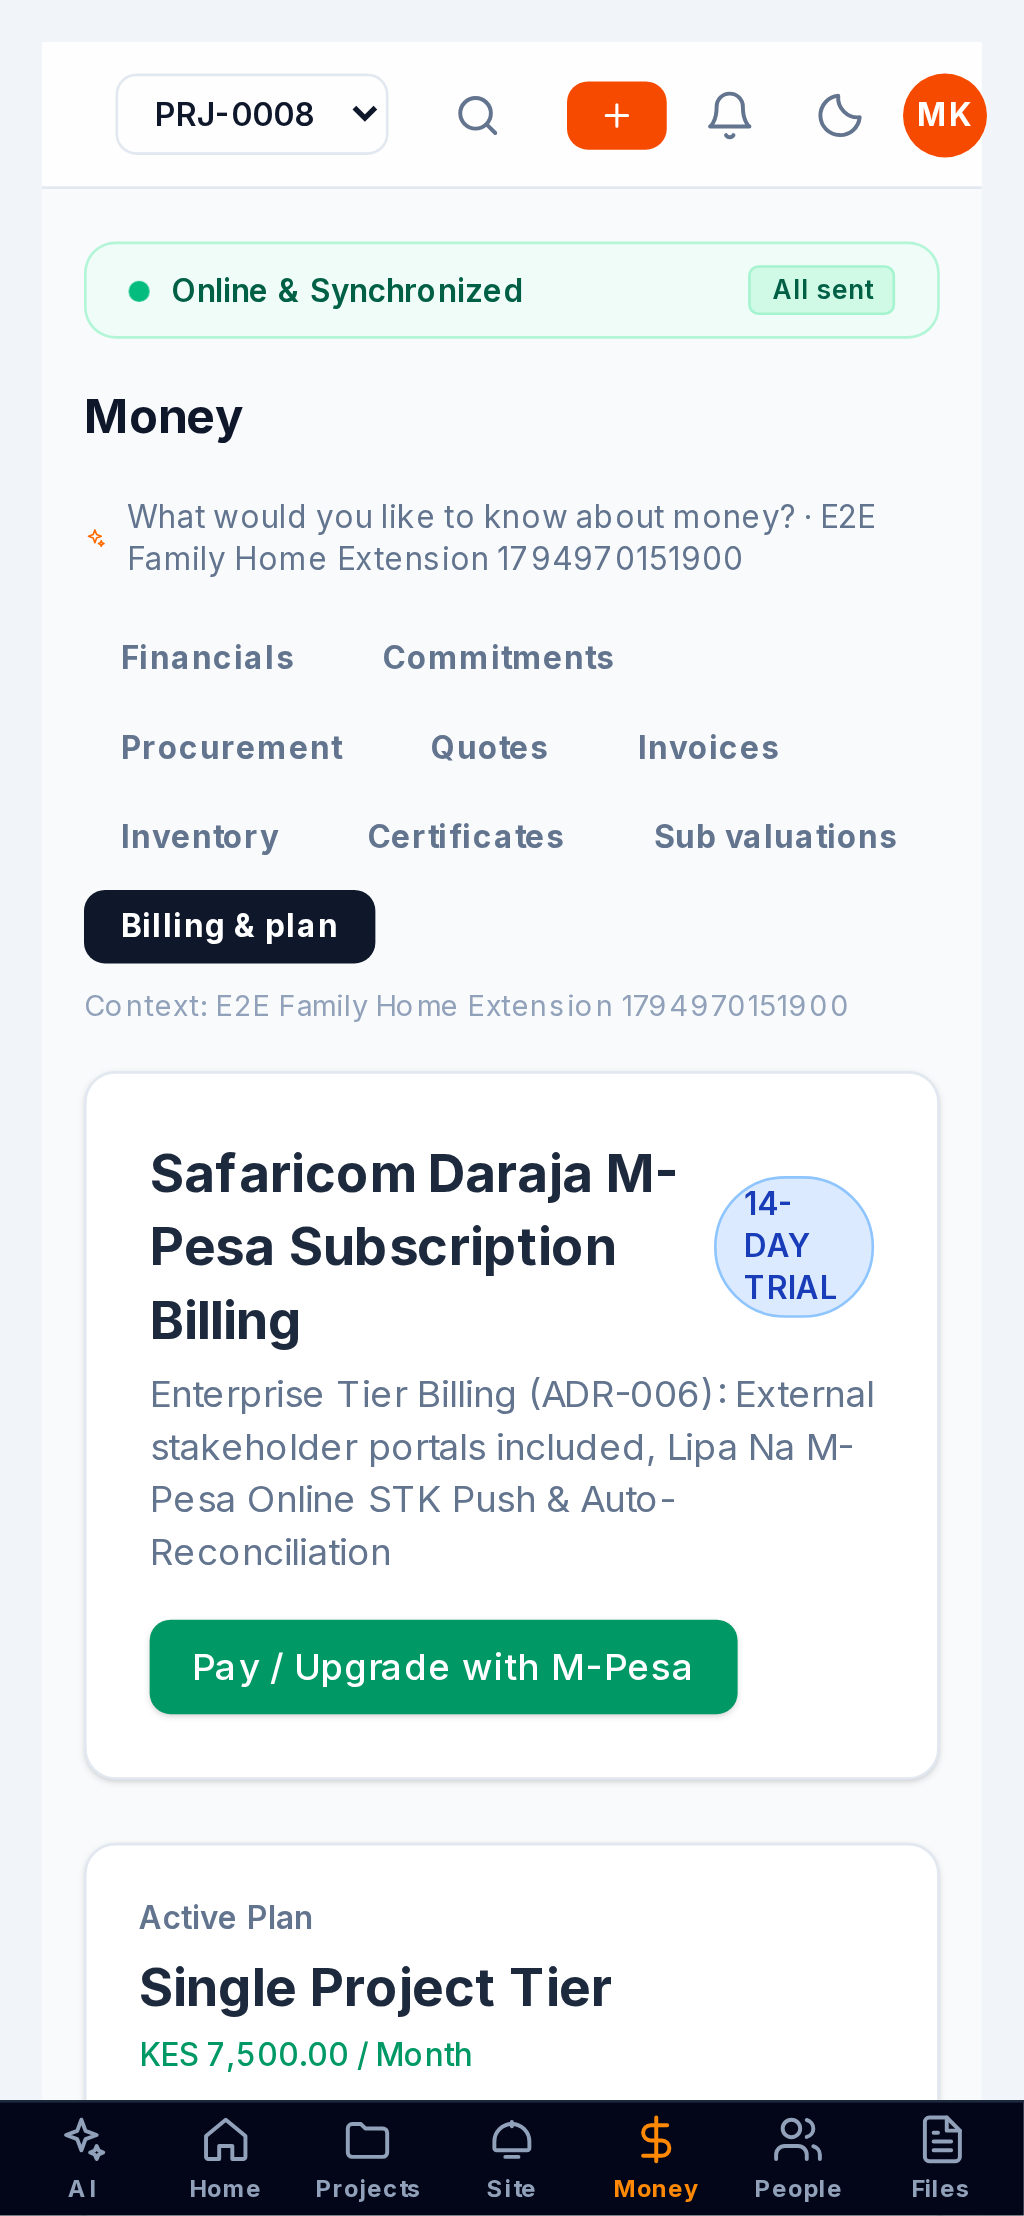 PRJ-0008
MK
Online & Synchronized
All sent
Money
What would you like to know about money? · E2E
Family Home Extension 1794970151900
Financials
Commitments
Procurement
Quotes
Invoices
Inventory
Certificates
Sub valuations
Billing & plan
Context: E2E Family Home Extension 1794970151900
Safaricom Daraja M-
Pesa Subscription
Billing
14-
DAY
TRIAL
Enterprise Tier Billing (ADR-006): External
stakeholder portals included, Lipa Na M-
Pesa Online STK Push & Auto-
Reconciliation
Pay / Upgrade with M-Pesa
Active Plan
Single Project Tier
KES 7,500.00 / Month
AI
Home
Projects
Site
Money
People
Files